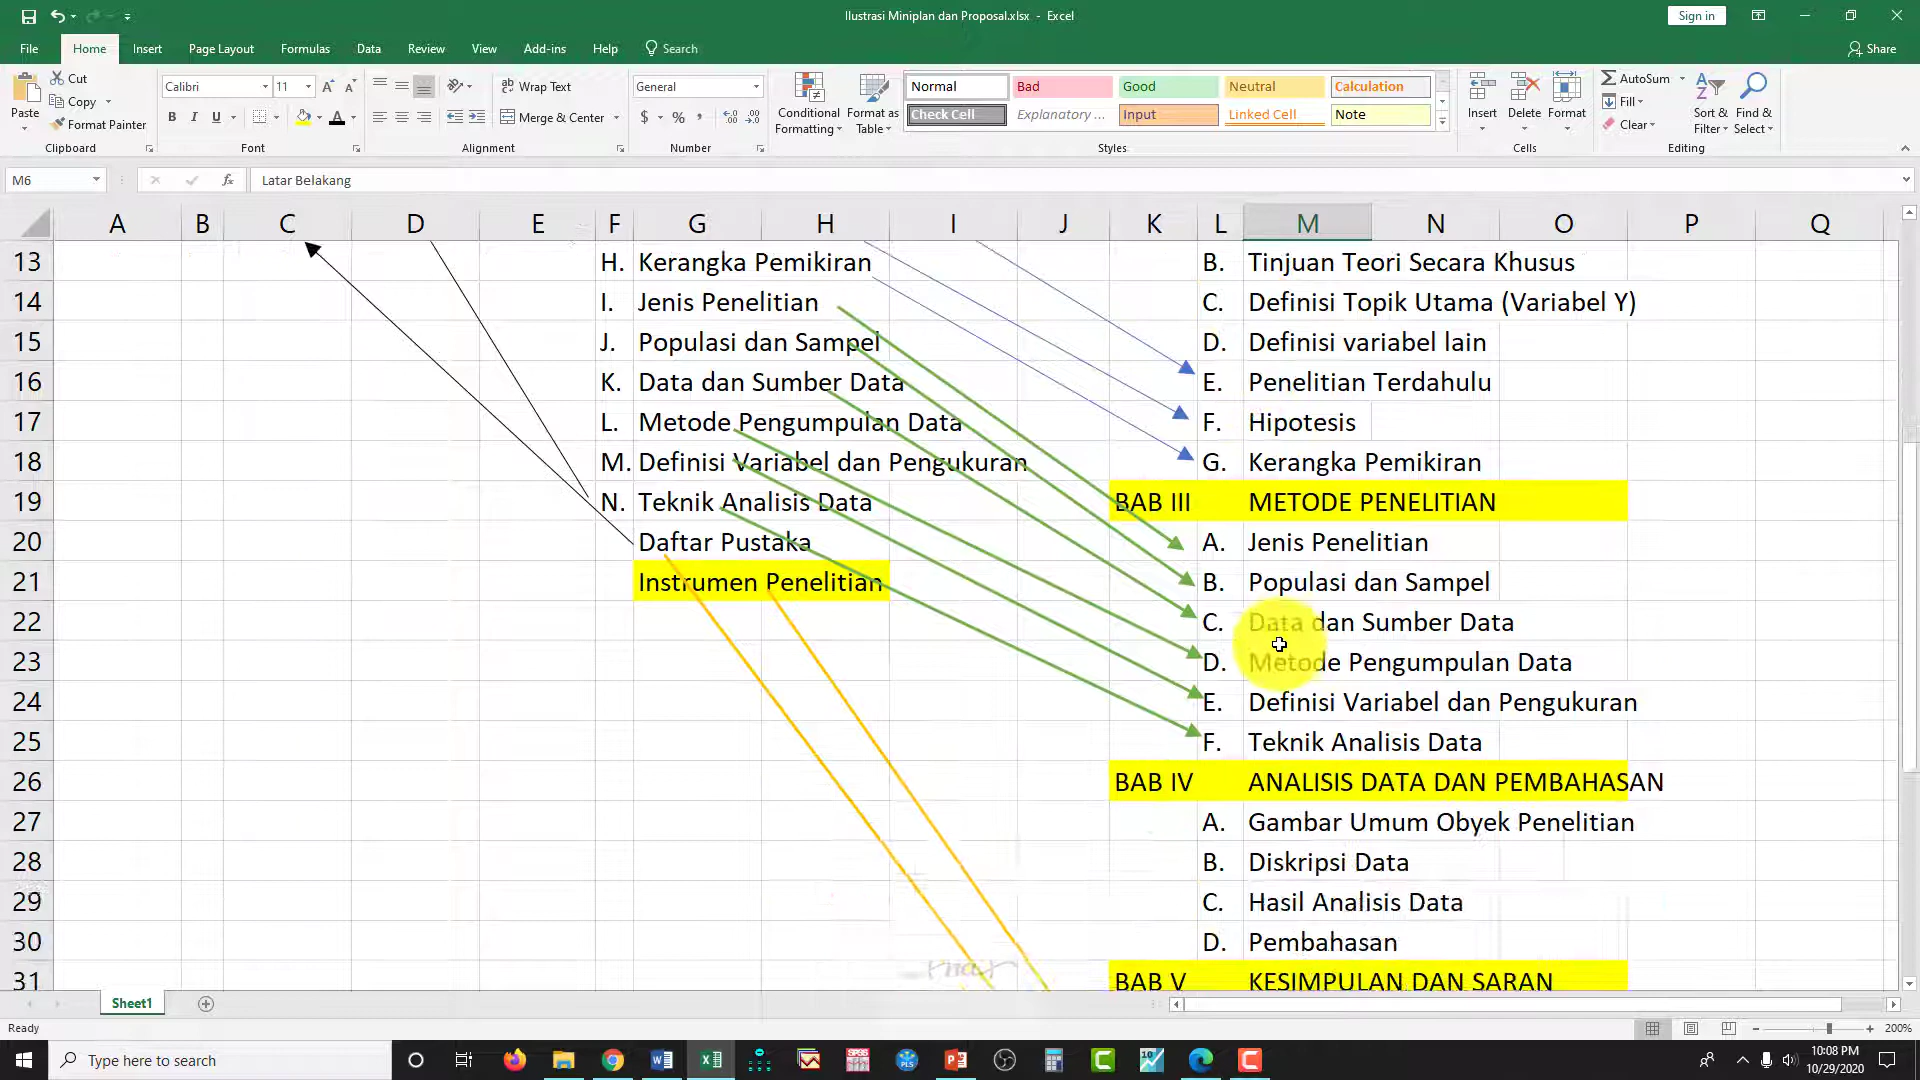 Ilustrasi Miniplan dan Proposal.xlsx - Excel
Sign in
File Home Insert Page Layout Formulas Data Review View Add-ins Help Search Share
Paste
Cut
Copy
Format Painter
Clipboard
Calibri 11
B I U
Font
Wrap Text
Merge & Center
Alignment
General
$ % ,
Number
Conditional Formatting
Format as Table
Normal Bad Good Neutral Calculation
Check Cell Explanatory ... Input Linked Cell Note
Styles
Insert Delete Format
Cells
AutoSum
Fill
Clear
Sort & Filter
Find & Select
Editing
M6 fx Latar Belakang
A B C D E F G H I J K L M N O P Q
13 H. Kerangka Pemikiran B. Tinjuan Teori Secara Khusus
14 I. Jenis Penelitian C. Definisi Topik Utama (Variabel Y)
15 J. Populasi dan Sampel D. Definisi variabel lain
16 K. Data dan Sumber Data E. Penelitian Terdahulu
17 L. Metode Pengumpulan Data F. Hipotesis
18 M. Definisi Variabel dan Pengukuran G. Kerangka Pemikiran
19 N. Teknik Analisis Data BAB III METODE PENELITIAN
20 Daftar Pustaka A. Jenis Penelitian
21 Instrumen Penelitian B. Populasi dan Sampel
22 C. Data dan Sumber Data
23 D. Metode Pengumpulan Data
24 E. Definisi Variabel dan Pengukuran
25 F. Teknik Analisis Data
26 BAB IV ANALISIS DATA DAN PEMBAHASAN
27 A. Gambar Umum Obyek Penelitian
28 B. Diskripsi Data
29 C. Hasil Analisis Data
30 D. Pembahasan
31 BAB V KESIMPULAN DAN SARAN
Sheet1
Ready
200%
Type here to search
10:08 PM
10/29/2020